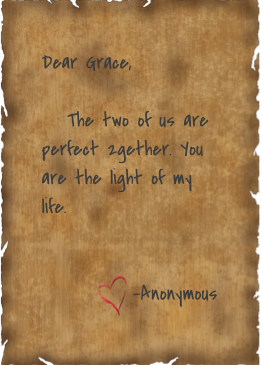 Dear Grace,
The two of us are
perfect 2gether. You
are the light of my
life.
-Anonymous